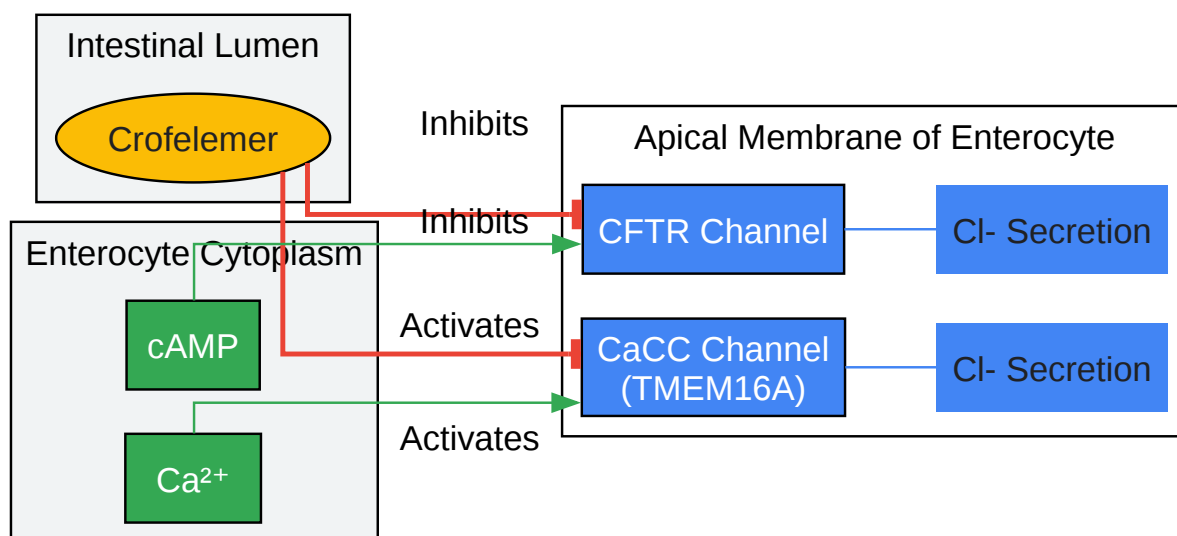 Intestinal Lumen
Crofelemer
Inhibits
Apical Membrane of Enterocyte
Inhibits
CFTR Channel
Cl- Secretion
Enterocyte Cytoplasm
cAMP
Activates
CaCC Channel
(TMEM16A)
Cl- Secretion
Activates
Ca²⁺